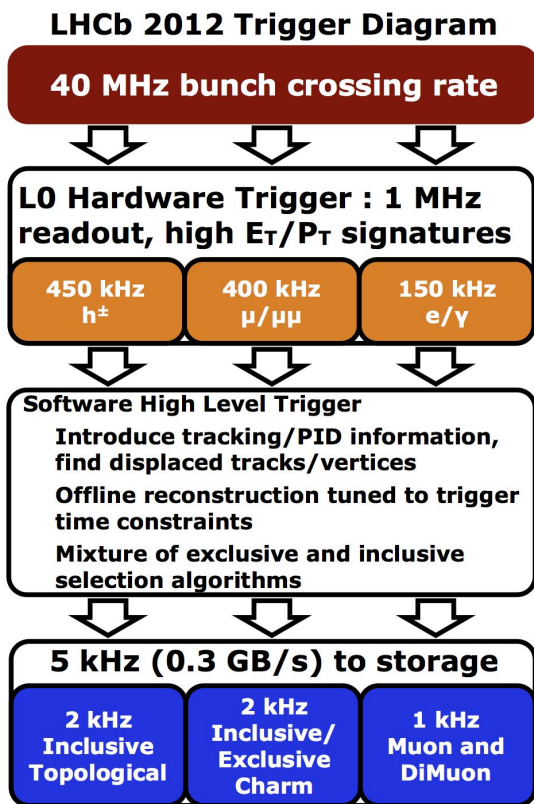 LHCb 2012 Trigger Diagram
40 MHz bunch crossing rate
L0 Hardware Trigger : 1 MHz
readout, high E_T/P_T signatures
450 kHz
h±
400 kHz
μ/μμ
150 kHz
e/γ
Software High Level Trigger
Introduce tracking/PID information,
find displaced tracks/vertices
Offline reconstruction tuned to trigger
time constraints
Mixture of exclusive and inclusive
selection algorithms
5 kHz (0.3 GB/s) to storage
2 kHz
Inclusive
Topological
2 kHz
Inclusive/
Exclusive
Charm
1 kHz
Muon and
DiMuon